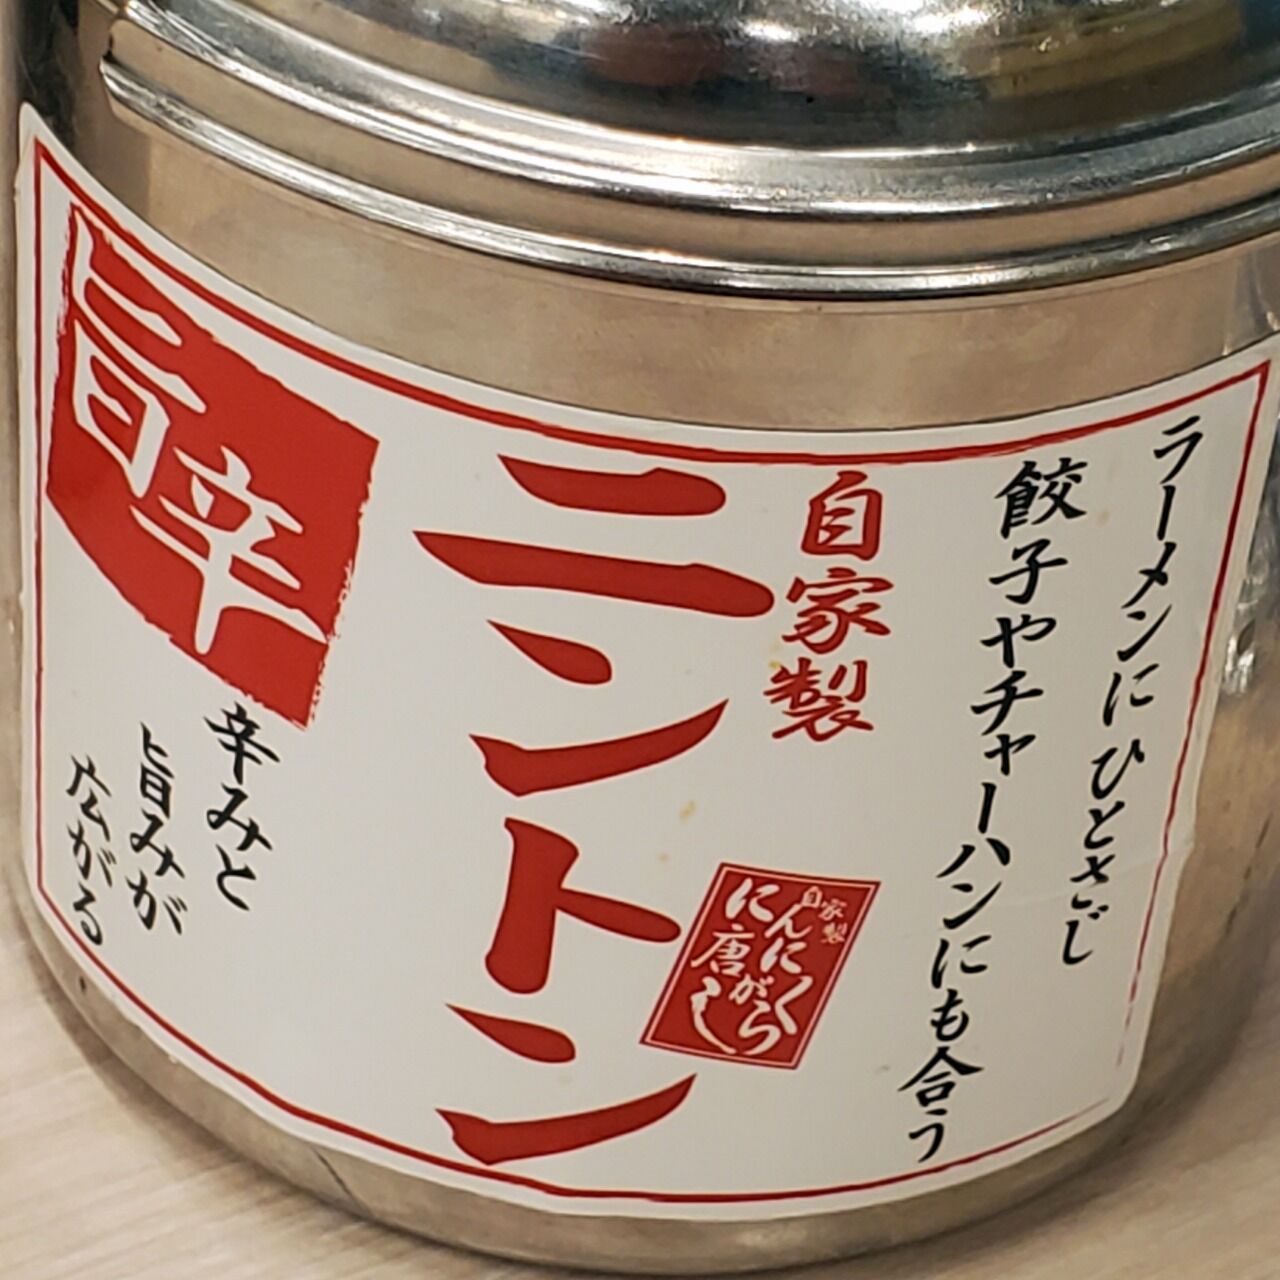 ラーメンにひとさじ
餃子やチャーハンにも合う
自家製
ニントン
自家製
にんにく
唐がらし
旨辛
辛みと
旨みが
広がる